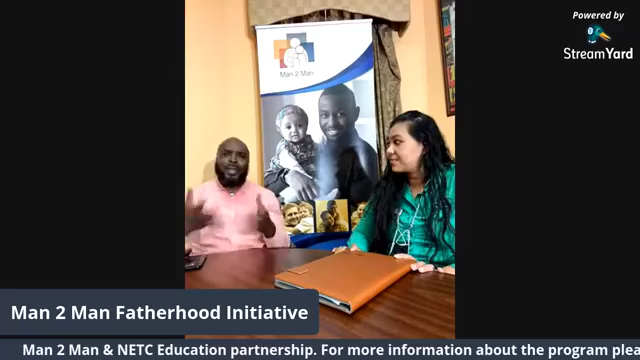 Powered by
StreamYard
Man 2 Man
Man 2 Man Fatherhood Initiative
Man 2 Man & NETC Education partnership. For more information about the program plea